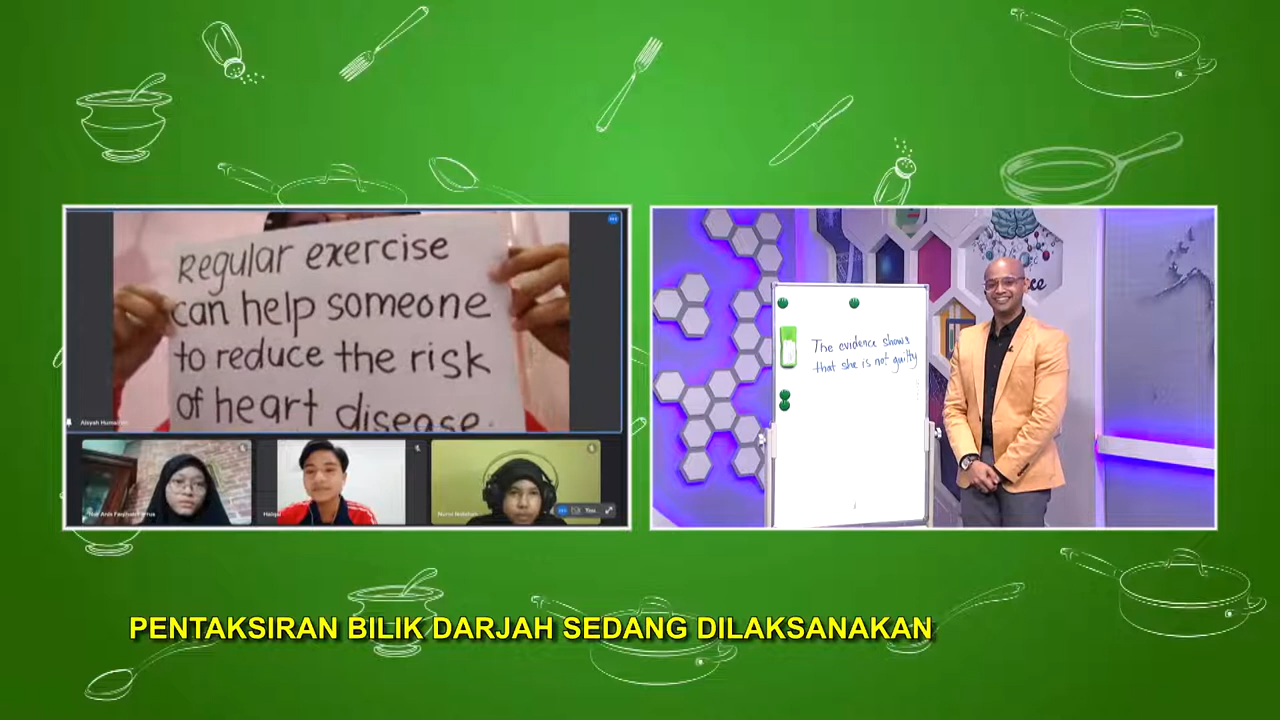 Regular exercise
can help someone
to reduce the risk
of heart disease.
The evidence shows
that she is not guilty
You
PENTAKSIRAN BILIK DARJAH SEDANG DILAKSANAKAN